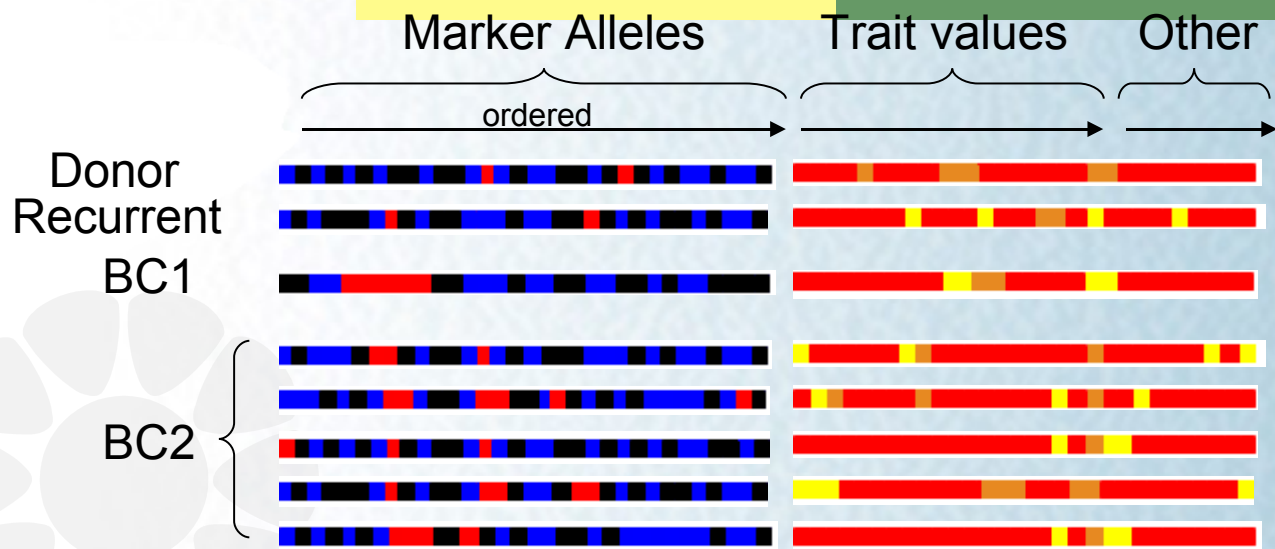 Marker Alleles Trait values Other
ordered
Donor
Recurrent
BC1
BC2